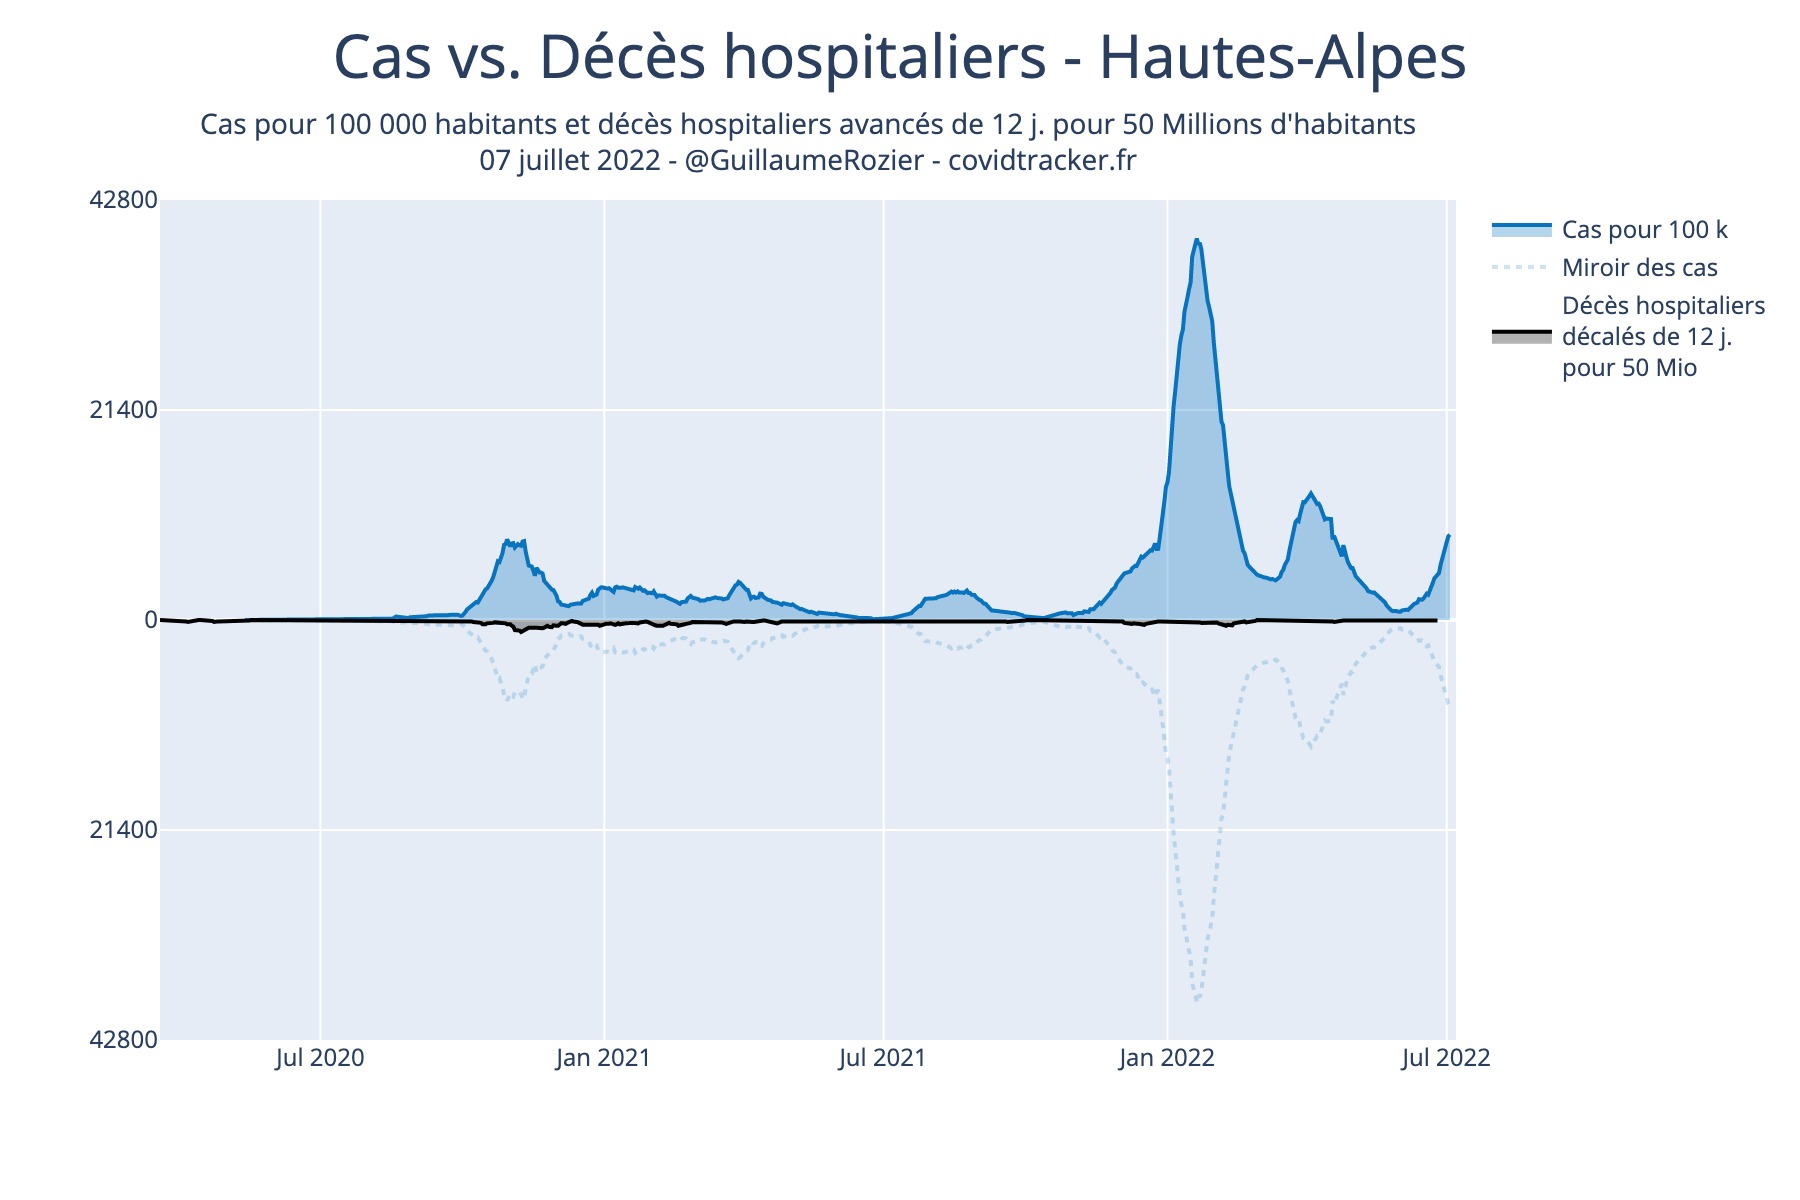 Cas vs. Décès hospitaliers - Hautes-Alpes
Cas pour 100 000 habitants et décès hospitaliers avancés de 12 j. pour 50 Millions d'habitants
07 juillet 2022 - @GuillaumeRozier - covidtracker.fr
42800
21400
0
21400
42800
Jul 2020
Jan 2021
Jul 2021
Jan 2022
Jul 2022
Cas pour 100 k
Miroir des cas
Décès hospitaliers
décalés de 12 j.
pour 50 Mio